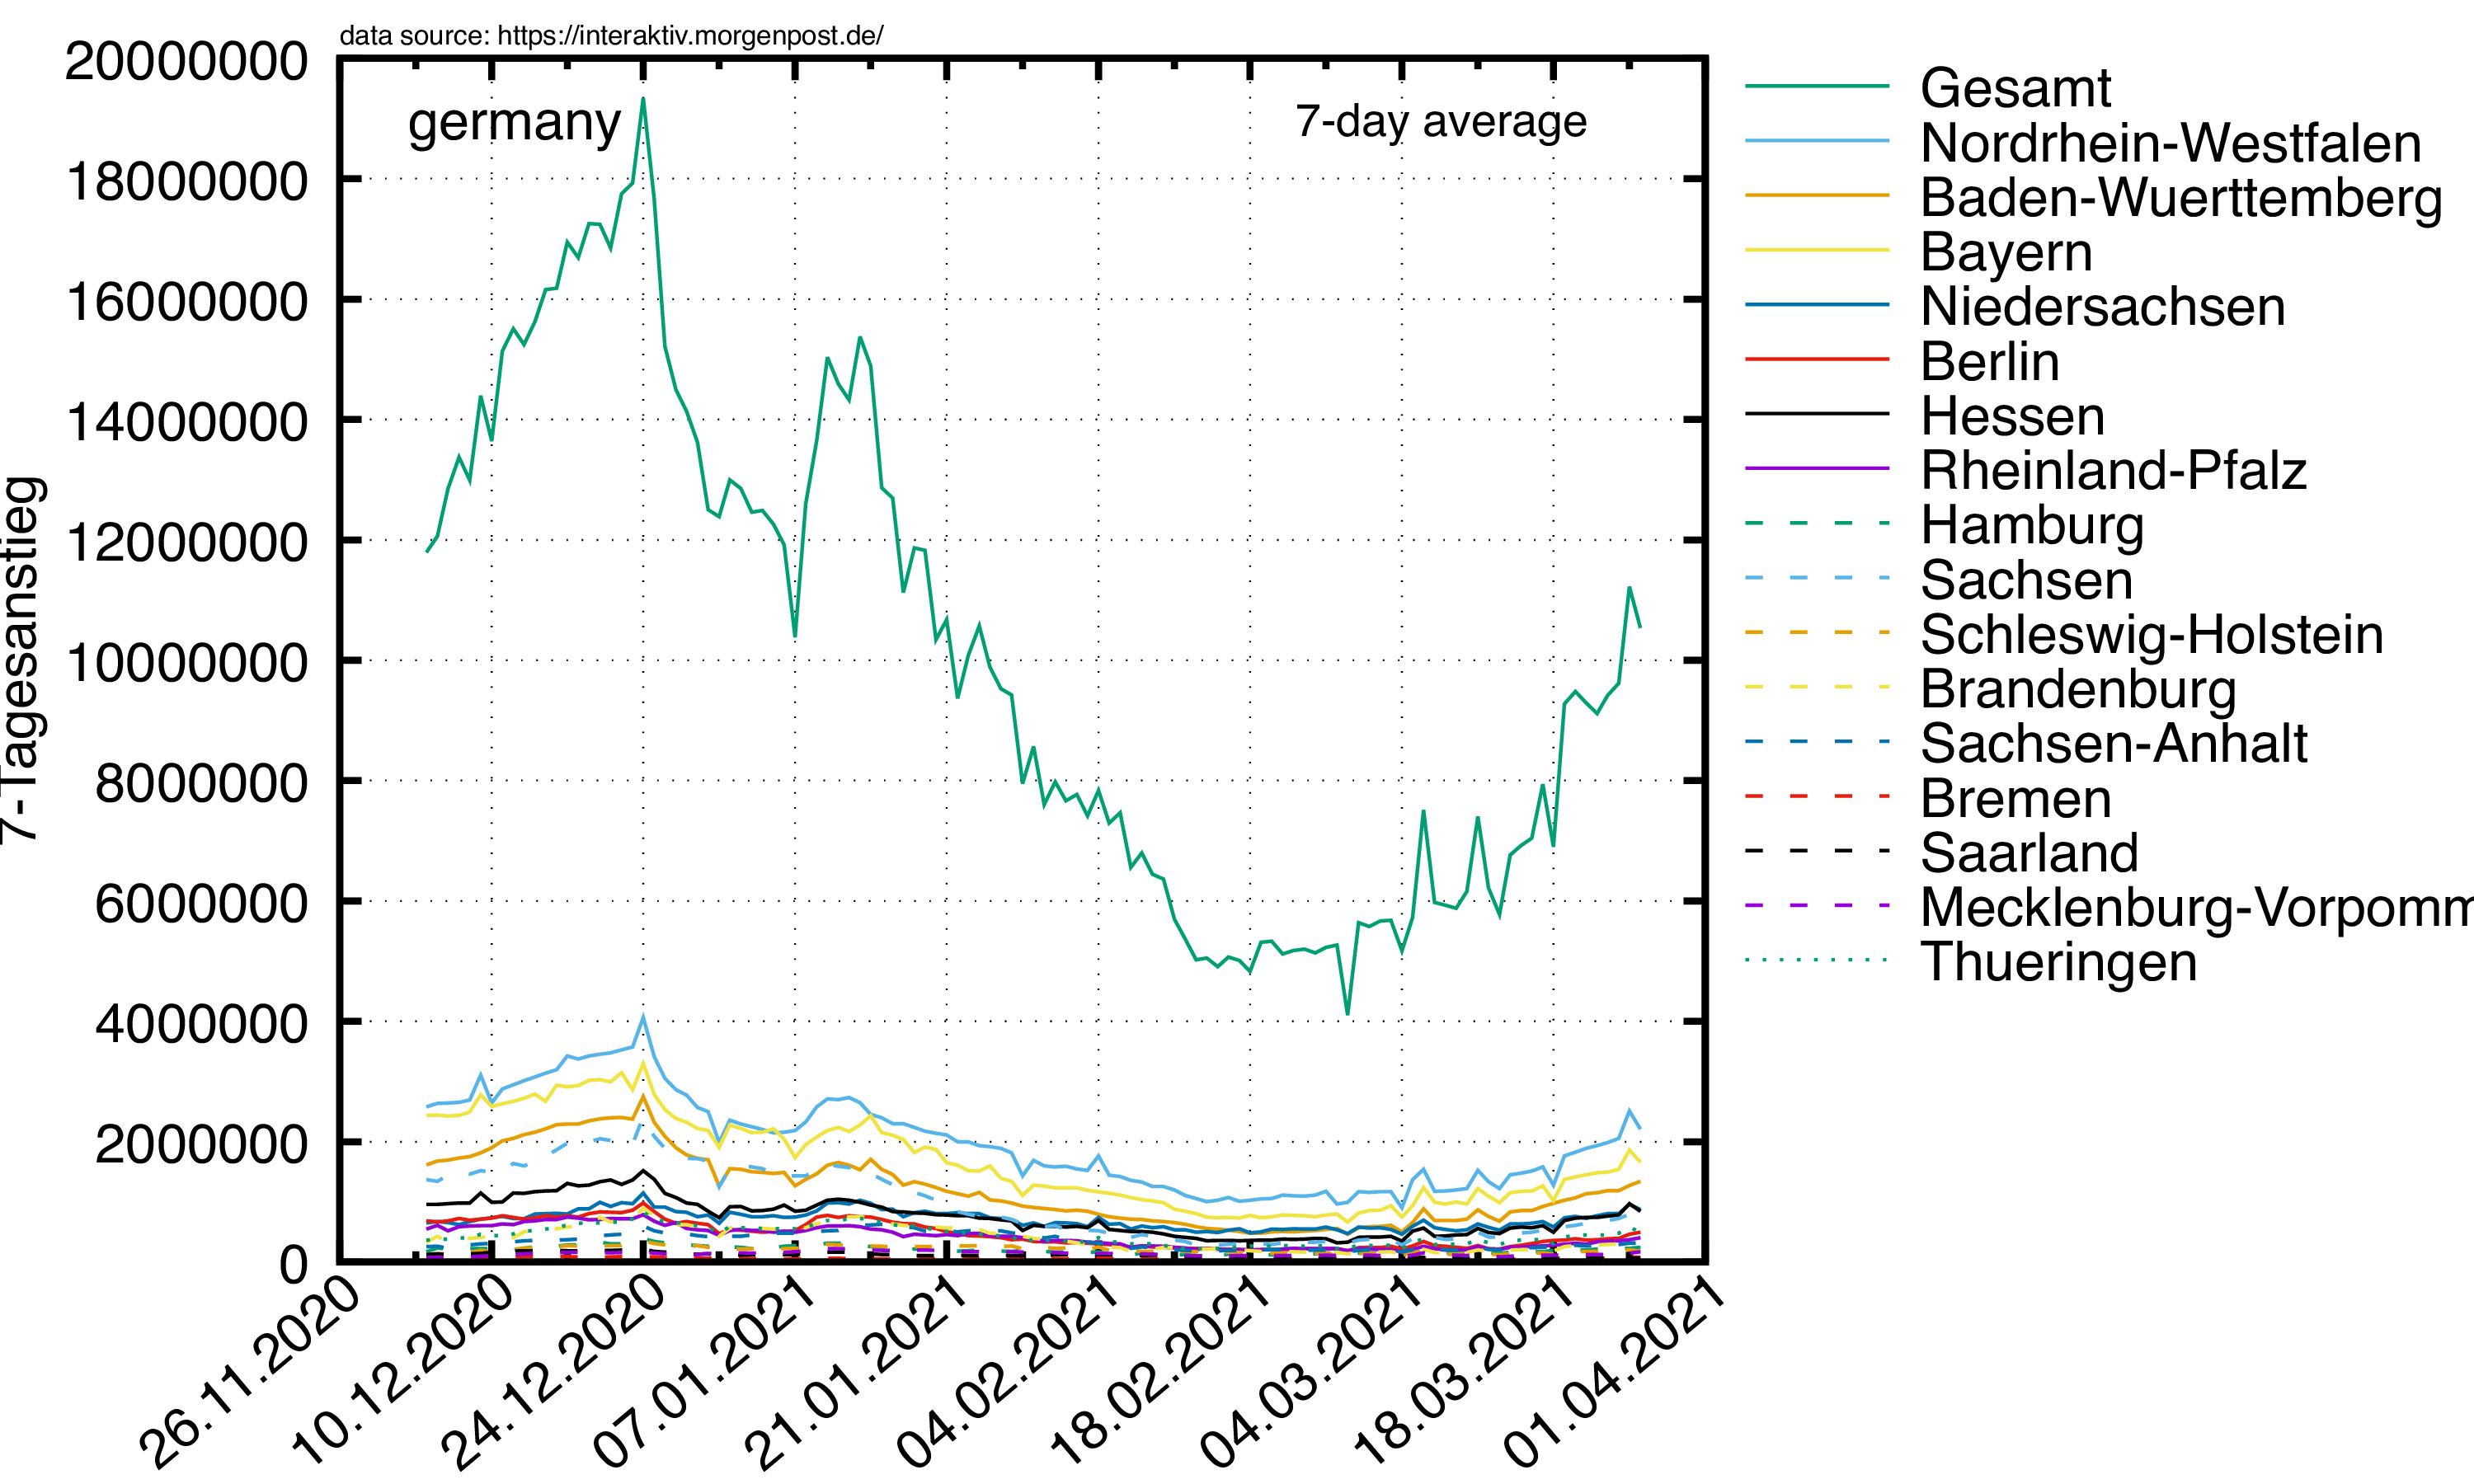 data source: https://interaktiv.morgenpost.de/
germany
7-day average
7-Tagesanstieg
20000000
18000000
16000000
14000000
12000000
10000000
8000000
6000000
4000000
2000000
0
26.11.2020
10.12.2020
24.12.2020
07.01.2021
21.01.2021
04.02.2021
18.02.2021
04.03.2021
18.03.2021
01.04.2021
Gesamt
Nordrhein-Westfalen
Baden-Wuerttemberg
Bayern
Niedersachsen
Berlin
Hessen
Rheinland-Pfalz
Hamburg
Sachsen
Schleswig-Holstein
Brandenburg
Sachsen-Anhalt
Bremen
Saarland
Mecklenburg-Vorpomm
Thueringen